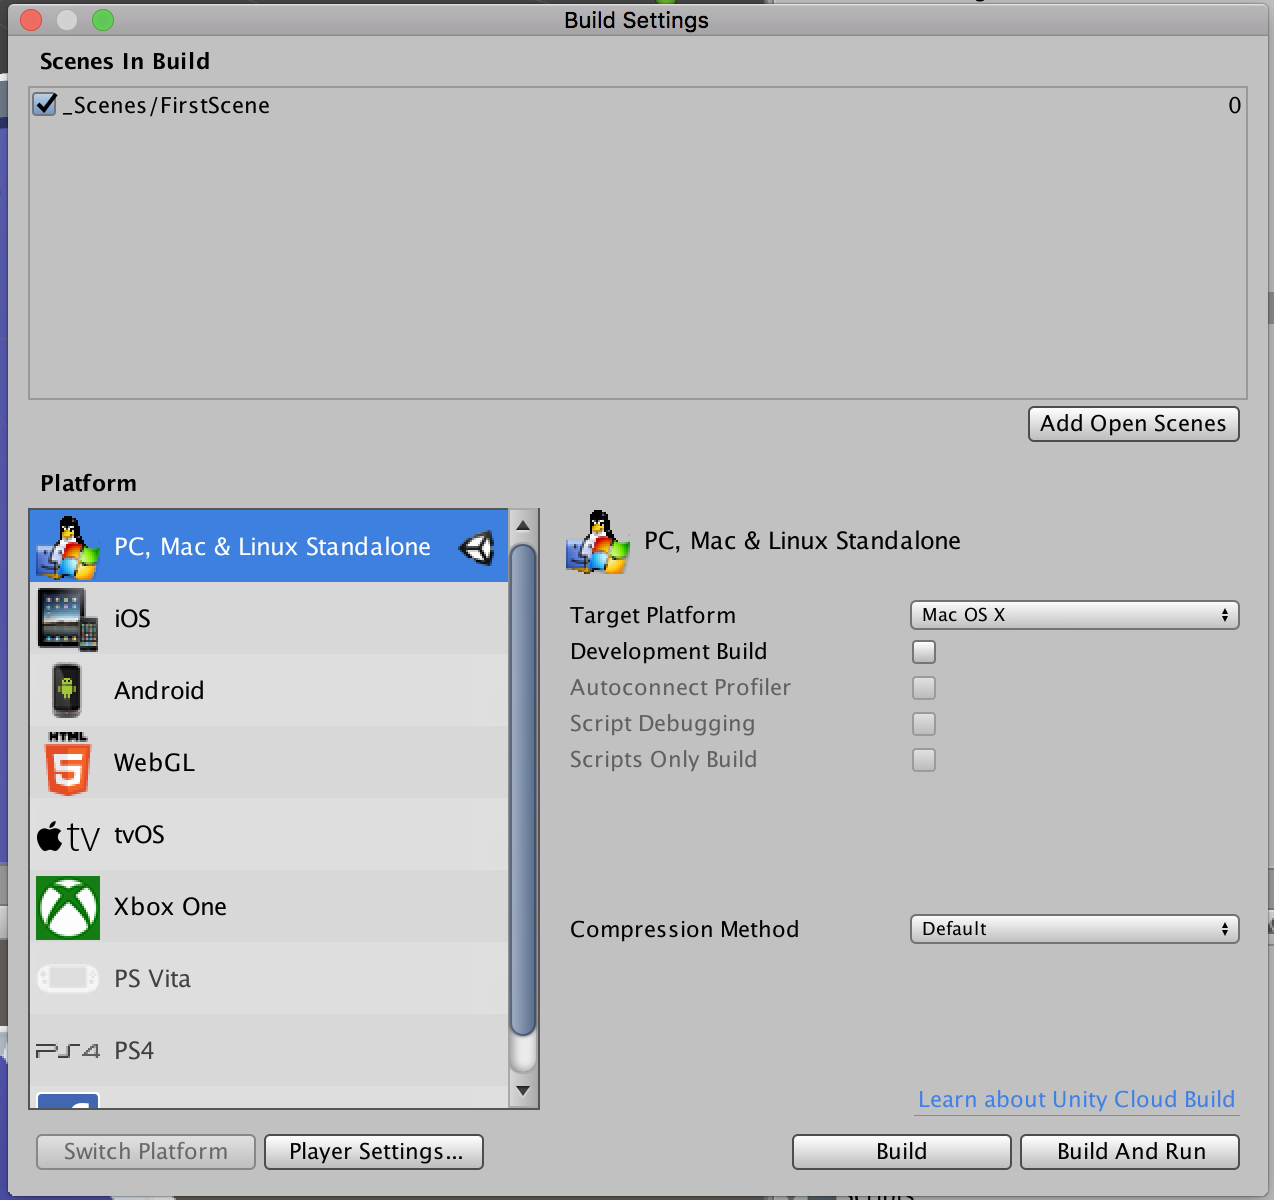 Build Settings
Scenes In Build
_Scenes/FirstScene 0
Add Open Scenes
Platform
PC, Mac & Linux Standalone
iOS
Android
HTML
5
WebGL
tv
tvOS
Xbox One
PS Vita
PS4 PS4
PC, Mac & Linux Standalone
Target Platform Mac OS X
Development Build
Autoconnect Profiler
Script Debugging
Scripts Only Build
Compression Method Default
Learn about Unity Cloud Build
Switch Platform Player Settings... Build Build And Run